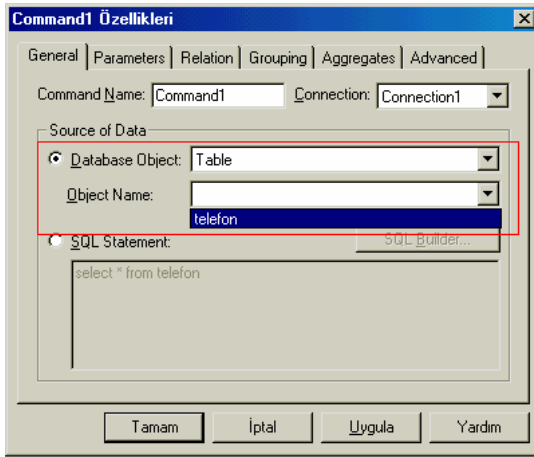 Command1 Özellikleri
General Parameters Relation Grouping Aggregates Advanced
Command Name: Command1 Connection: Connection1
Source of Data
Database Object: Table
Object Name:
telefon
SQL Statement: SQL Builder...
select * from telefon
Tamam İptal Uygula Yardım